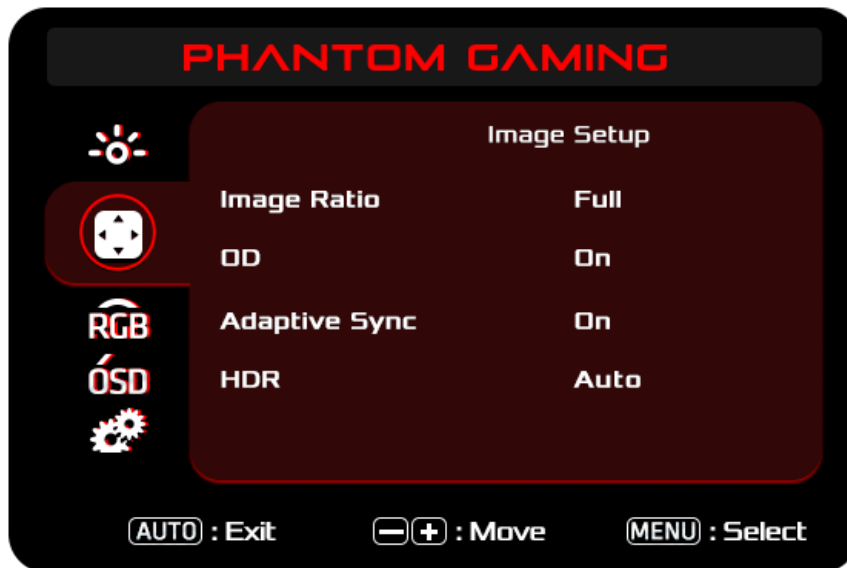 PHANTOM GAMING
Image Setup
Image Ratio Full
OD On
RGB Adaptive Sync On
OSD HDR Auto
AUTO : Exit - + : Move MENU : Select